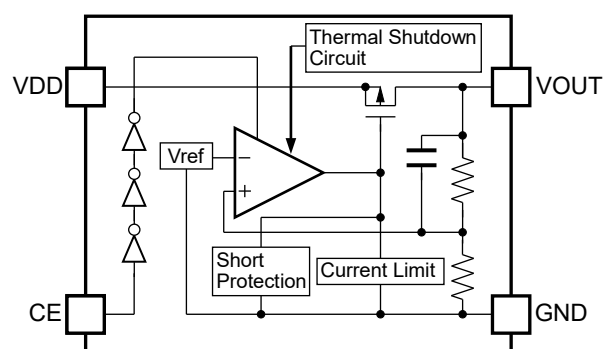 Thermal Shutdown
Circuit
VDD
VOUT
Vref
−
+
Short
Protection
Current Limit
CE
GND